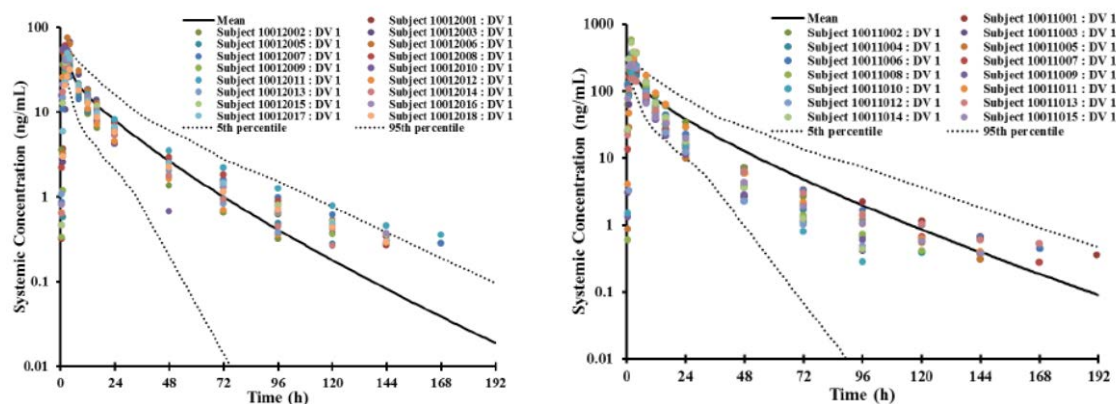 Mean
Subject 10012001 : DV 1
Subject 10012002 : DV 1
Subject 10012003 : DV 1
Subject 10012005 : DV 1
Subject 10012006 : DV 1
Subject 10012007 : DV 1
Subject 10012008 : DV 1
Subject 10012009 : DV 1
Subject 10012010 : DV 1
Subject 10012011 : DV 1
Subject 10012012 : DV 1
Subject 10012013 : DV 1
Subject 10012014 : DV 1
Subject 10012015 : DV 1
Subject 10012016 : DV 1
Subject 10012017 : DV 1
Subject 10012018 : DV 1
5th percentile
95th percentile
Systemic Concentration (ng/mL)
100
10
1
0.1
0.01
0 24 48 72 96 120 144 168 192
Time (h)
Mean
Subject 10011001 : DV 1
Subject 10011002 : DV 1
Subject 10011003 : DV 1
Subject 10011004 : DV 1
Subject 10011005 : DV 1
Subject 10011006 : DV 1
Subject 10011007 : DV 1
Subject 10011008 : DV 1
Subject 10011009 : DV 1
Subject 10011010 : DV 1
Subject 10011011 : DV 1
Subject 10011012 : DV 1
Subject 10011013 : DV 1
Subject 10011014 : DV 1
Subject 10011015 : DV 1
5th percentile
95th percentile
Systemic Concentration (ng/mL)
1000
100
10
1
0.1
0.01
0 24 48 72 96 120 144 168 192
Time (h)